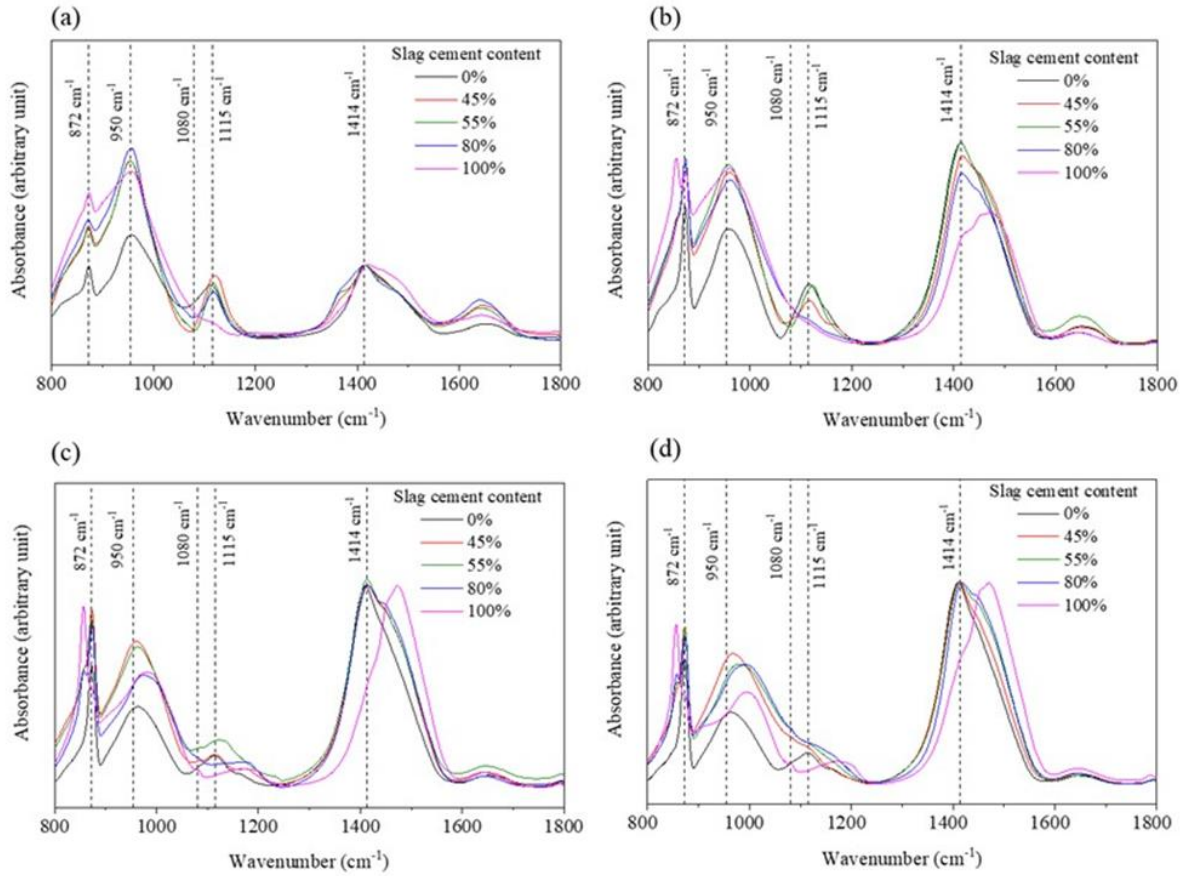 (a)
Absorbance (arbitrary unit)
872 cm⁻¹
950 cm⁻¹
1080 cm⁻¹
1115 cm⁻¹
1414 cm⁻¹
Slag cement content
0%
45%
55%
80%
100%
800 1000 1200 1400 1600 1800
Wavenumber (cm⁻¹)
(b)
Absorbance (arbitrary unit)
872 cm⁻¹
950 cm⁻¹
1080 cm⁻¹
1115 cm⁻¹
1414 cm⁻¹
Slag cement content
0%
45%
55%
80%
100%
800 1000 1200 1400 1600 1800
Wavenumber (cm⁻¹)
(c)
Absorbance (arbitrary unit)
872 cm⁻¹
950 cm⁻¹
1080 cm⁻¹
1115 cm⁻¹
1414 cm⁻¹
Slag cement content
0%
45%
55%
80%
100%
800 1000 1200 1400 1600 1800
Wavenumber (cm⁻¹)
(d)
Absorbance (arbitrary unit)
872 cm⁻¹
950 cm⁻¹
1080 cm⁻¹
1115 cm⁻¹
1414 cm⁻¹
Slag cement content
0%
45%
55%
80%
100%
800 1000 1200 1400 1600 1800
Wavenumber (cm⁻¹)